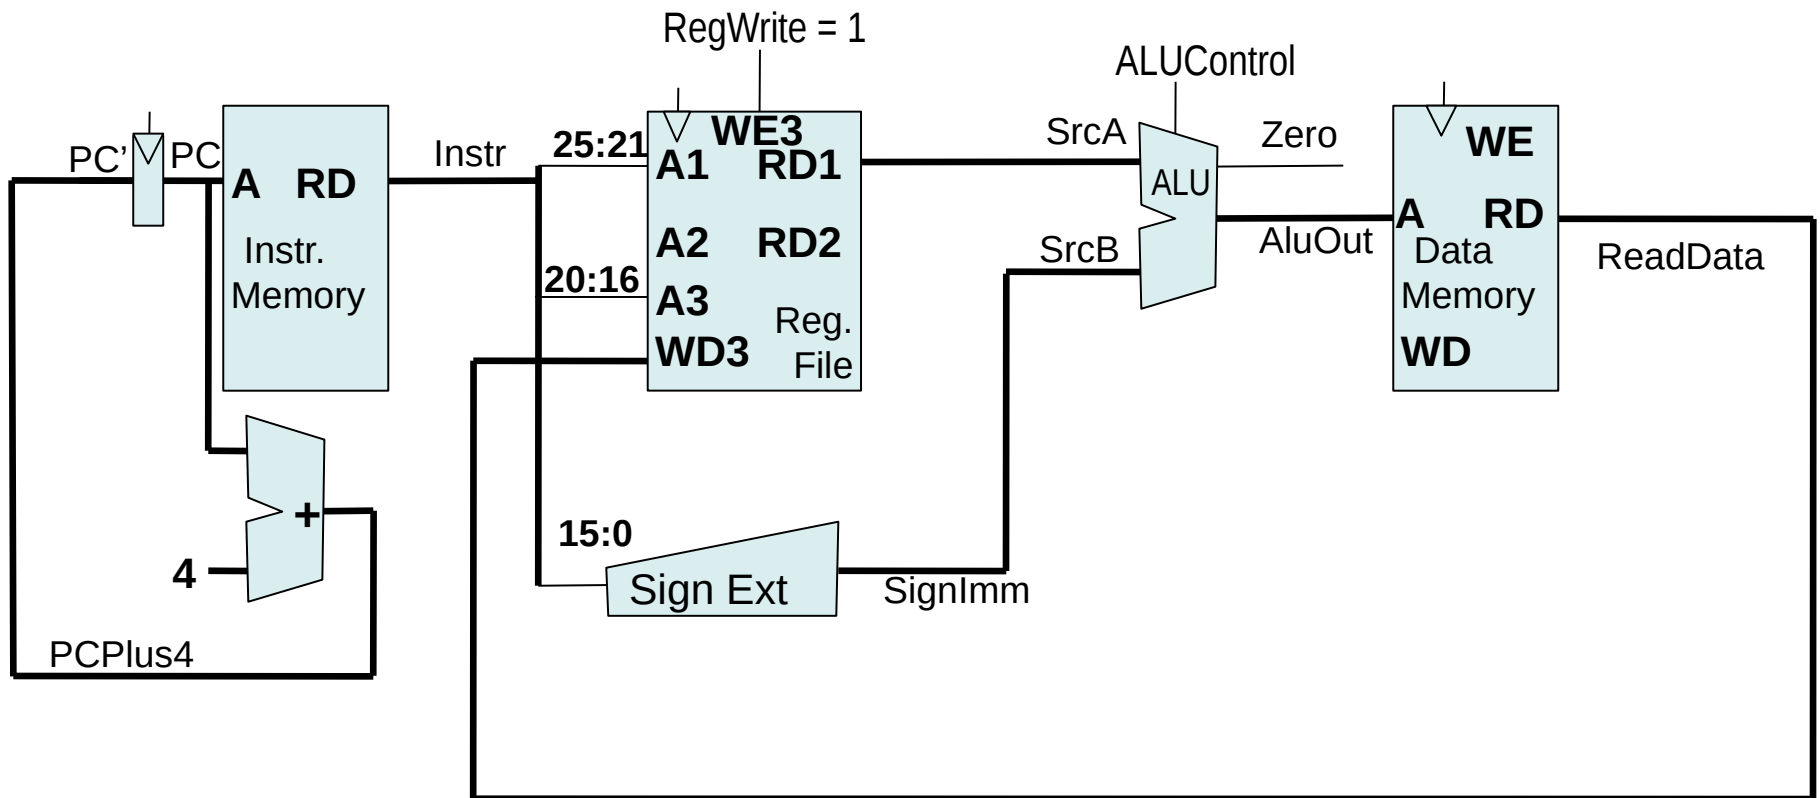 RegWrite = 1
ALUControl
PC’
PC
Instr
25:21
WE3
A1
RD1
SrcA
Zero
WE
A
RD
ALU
A
RD
Instr.
Memory
A2
RD2
SrcB
AluOut
Data
Memory
ReadData
20:16
A3
Reg.
File
WD3
WD
+
4
15:0
Sign Ext
SignImm
PCPlus4